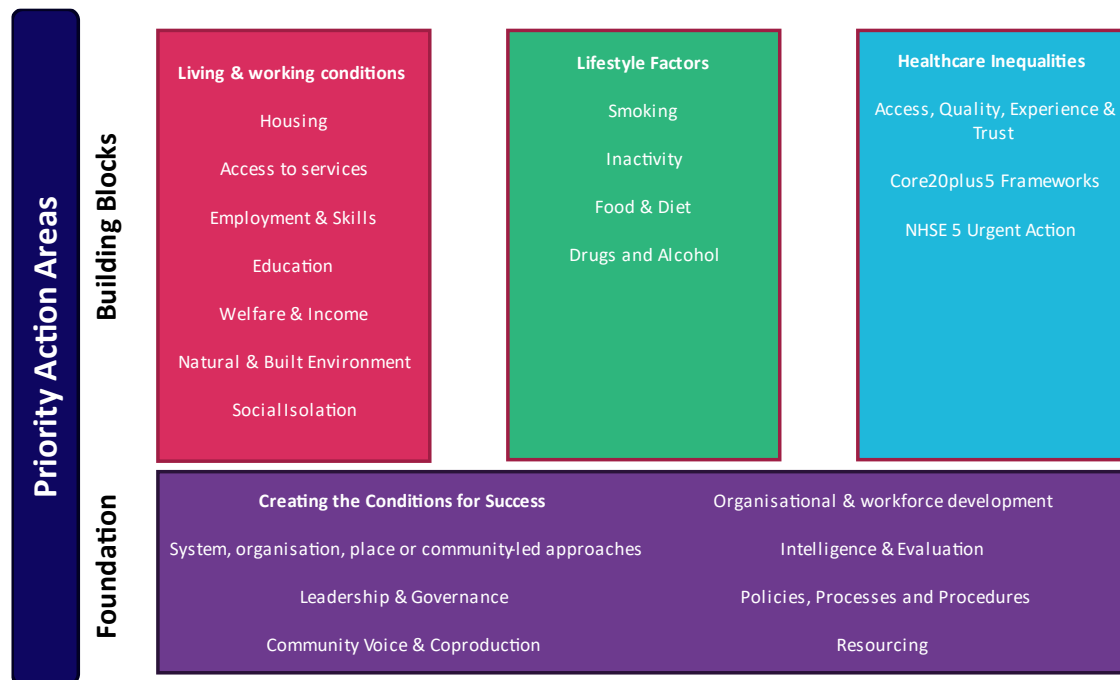 Priority Action Areas
Building Blocks
Living & working conditions
Housing
Access to services
Employment & Skills
Education
Welfare & Income
Natural & Built Environment
Social Isolation
Lifestyle Factors
Smoking
Inactivity
Food & Diet
Drugs and Alcohol
Healthcare Inequalities
Access, Quality, Experience &
Trust
Core20plus5 Frameworks
NHSE 5 Urgent Action
Foundation
Creating the Conditions for Success
System, organisation, place or community-led approaches
Leadership & Governance
Community Voice & Coproduction
Organisational & workforce development
Intelligence & Evaluation
Policies, Processes and Procedures
Resourcing